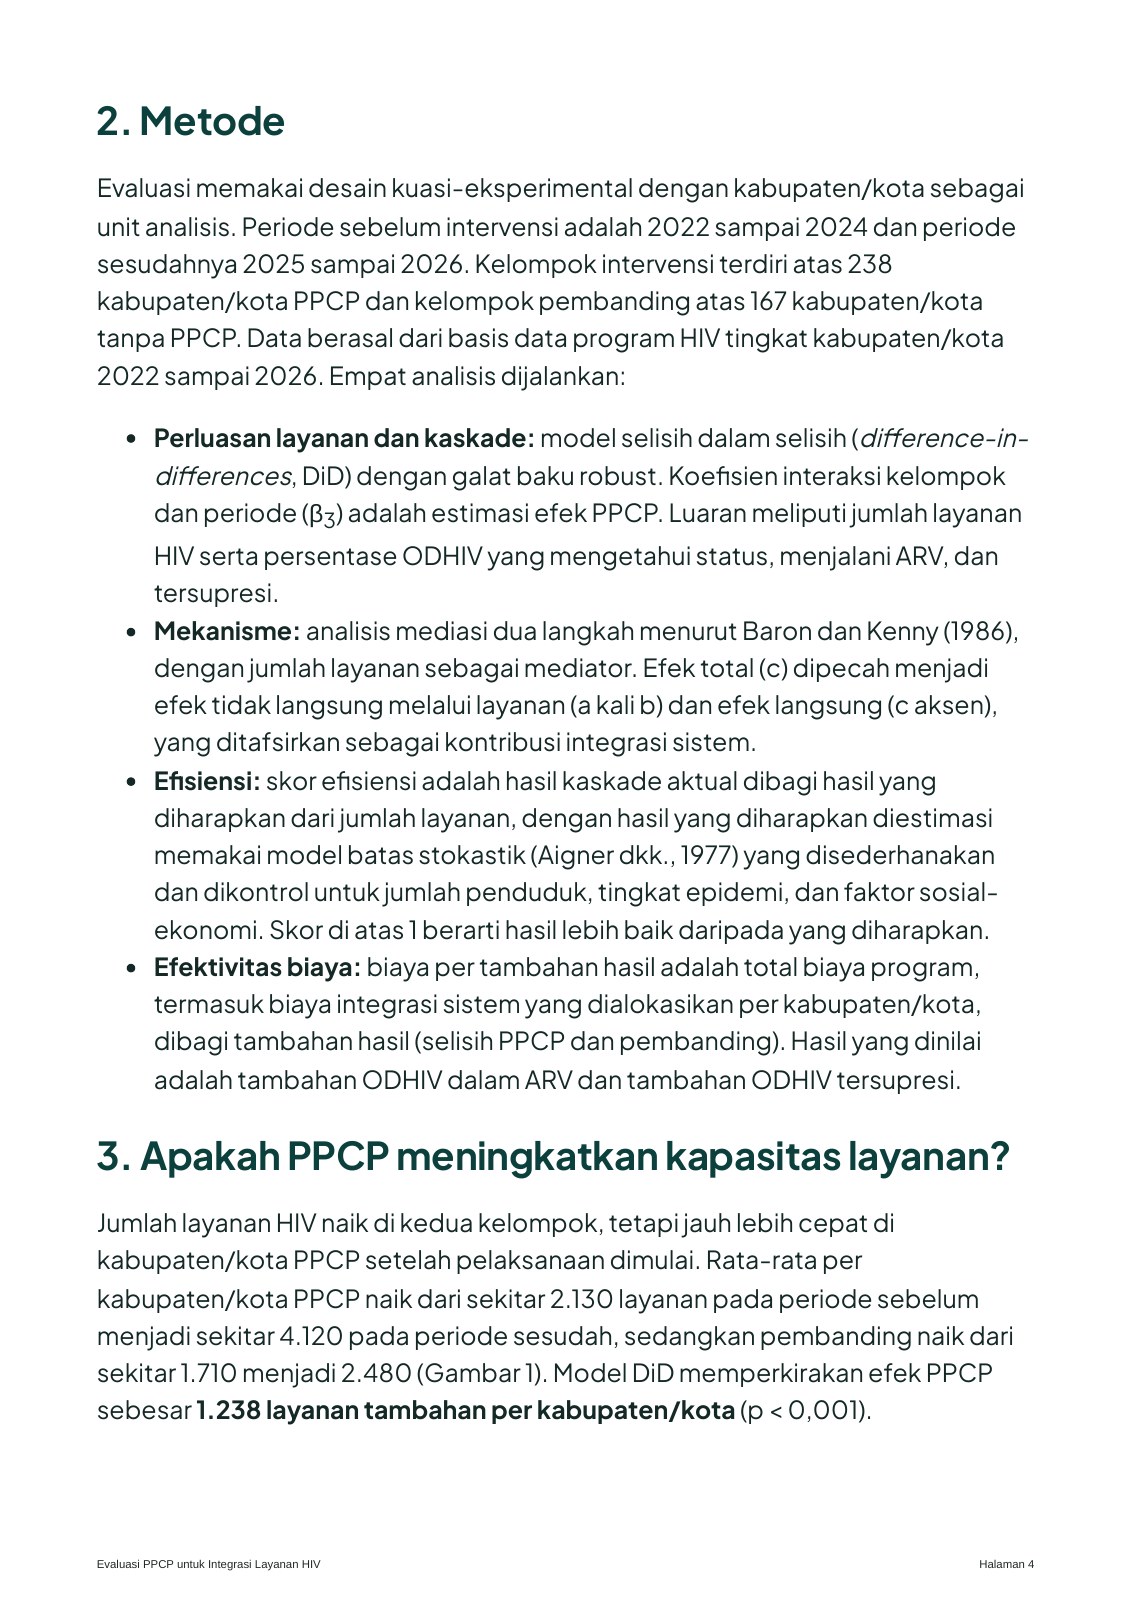 2. Metode
Evaluasi memakai desain kuasi-eksperimental dengan kabupaten/kota sebagai
unit analisis. Periode sebelum intervensi adalah 2022 sampai 2024 dan periode
sesudahnya 2025 sampai 2026. Kelompok intervensi terdiri atas 238
kabupaten/kota PPCP dan kelompok pembanding atas 167 kabupaten/kota
tanpa PPCP. Data berasal dari basis data program HIV tingkat kabupaten/kota
2022 sampai 2026. Empat analisis dijalankan:
• Perluasan layanan dan kaskade: model selisih dalam selisih (difference-in-
differences, DiD) dengan galat baku robust. Koefisien interaksi kelompok
dan periode (β₃) adalah estimasi efek PPCP. Luaran meliputi jumlah layanan
HIV serta persentase ODHIV yang mengetahui status, menjalani ARV, dan
tersupresi.
• Mekanisme: analisis mediasi dua langkah menurut Baron dan Kenny (1986),
dengan jumlah layanan sebagai mediator. Efek total (c) dipecah menjadi
efek tidak langsung melalui layanan (a kali b) dan efek langsung (c aksen),
yang ditafsirkan sebagai kontribusi integrasi sistem.
• Efisiensi: skor efisiensi adalah hasil kaskade aktual dibagi hasil yang
diharapkan dari jumlah layanan, dengan hasil yang diharapkan diestimasi
memakai model batas stokastik (Aigner dkk., 1977) yang disederhanakan
dan dikontrol untuk jumlah penduduk, tingkat epidemi, dan faktor sosial-
ekonomi. Skor di atas 1 berarti hasil lebih baik daripada yang diharapkan.
• Efektivitas biaya: biaya per tambahan hasil adalah total biaya program,
termasuk biaya integrasi sistem yang dialokasikan per kabupaten/kota,
dibagi tambahan hasil (selisih PPCP dan pembanding). Hasil yang dinilai
adalah tambahan ODHIV dalam ARV dan tambahan ODHIV tersupresi.
3. Apakah PPCP meningkatkan kapasitas layanan?
Jumlah layanan HIV naik di kedua kelompok, tetapi jauh lebih cepat di
kabupaten/kota PPCP setelah pelaksanaan dimulai. Rata-rata per
kabupaten/kota PPCP naik dari sekitar 2.130 layanan pada periode sebelum
menjadi sekitar 4.120 pada periode sesudah, sedangkan pembanding naik dari
sekitar 1.710 menjadi 2.480 (Gambar 1). Model DiD memperkirakan efek PPCP
sebesar 1.238 layanan tambahan per kabupaten/kota (p < 0,001).
Evaluasi PPCP untuk Integrasi Layanan HIV
Halaman 4